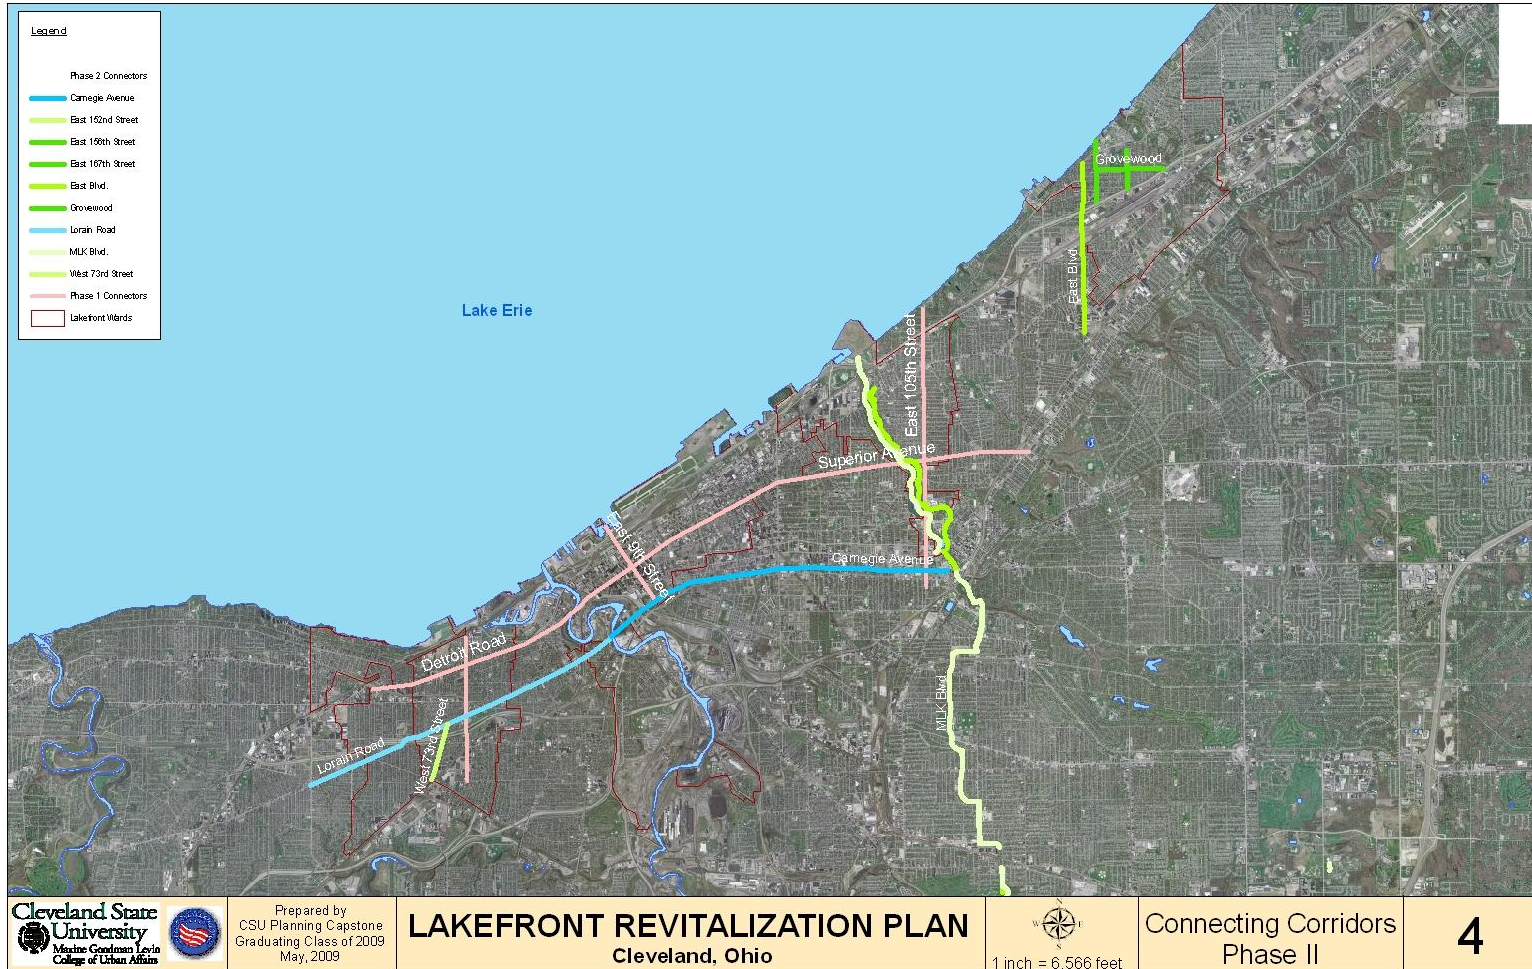 Legend
Phase 2 Connectors
Carnegie Avenue
East 152nd Street
East 156th Street
East 167th Street
East Blvd.
Grovewood
Lorain Road
MLK Blvd.
West 73rd Street
Phase 1 Connectors
Lakefront Wards
Grovewood
East Blvd
Lake Erie
East 105th Street
Superior Avenue
East 9th Street
Carnegie Avenue
Detroit Road
MLK Blvd
West 73rd Street
Lorain Road
Cleveland State
University
Maxine Goodman Levin
College of Urban Affairs
Prepared by
CSU Planning Capstone
Graduating Class of 2009
May, 2009
LAKEFRONT REVITALIZATION PLAN
Cleveland, Ohio
N
W E
S
1 inch = 6,566 feet
Connecting Corridors
Phase II
4